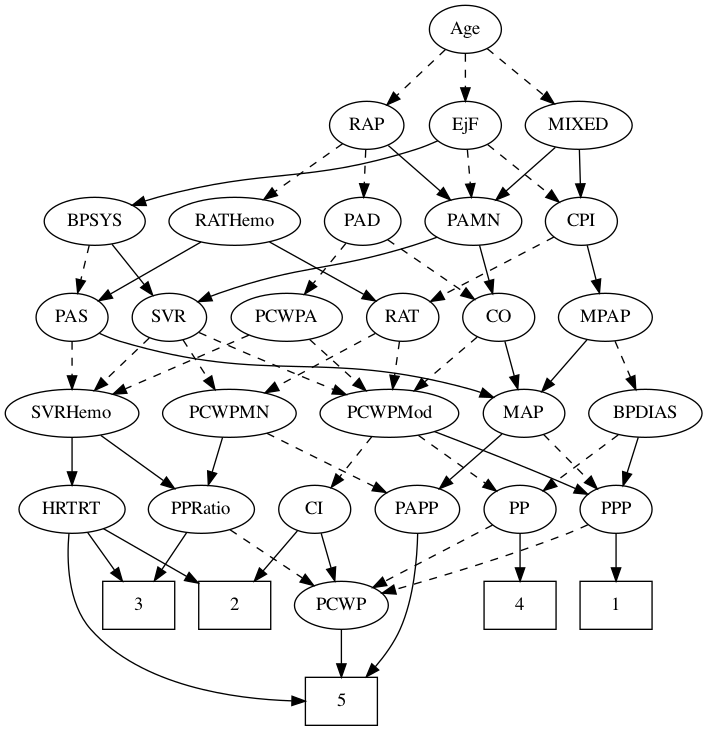 Age
RAP
EjF
MIXED
BPSYS
RATHemo
PAD
PAMN
CPI
PAS
SVR
PCWPA
RAT
CO
MPAP
SVRHemo
PCWPMN
PCWPMod
MAP
BPDIAS
HRTRT
PPRatio
CI
PAPP
PP
PPP
3
2
PCWP
4
1
5